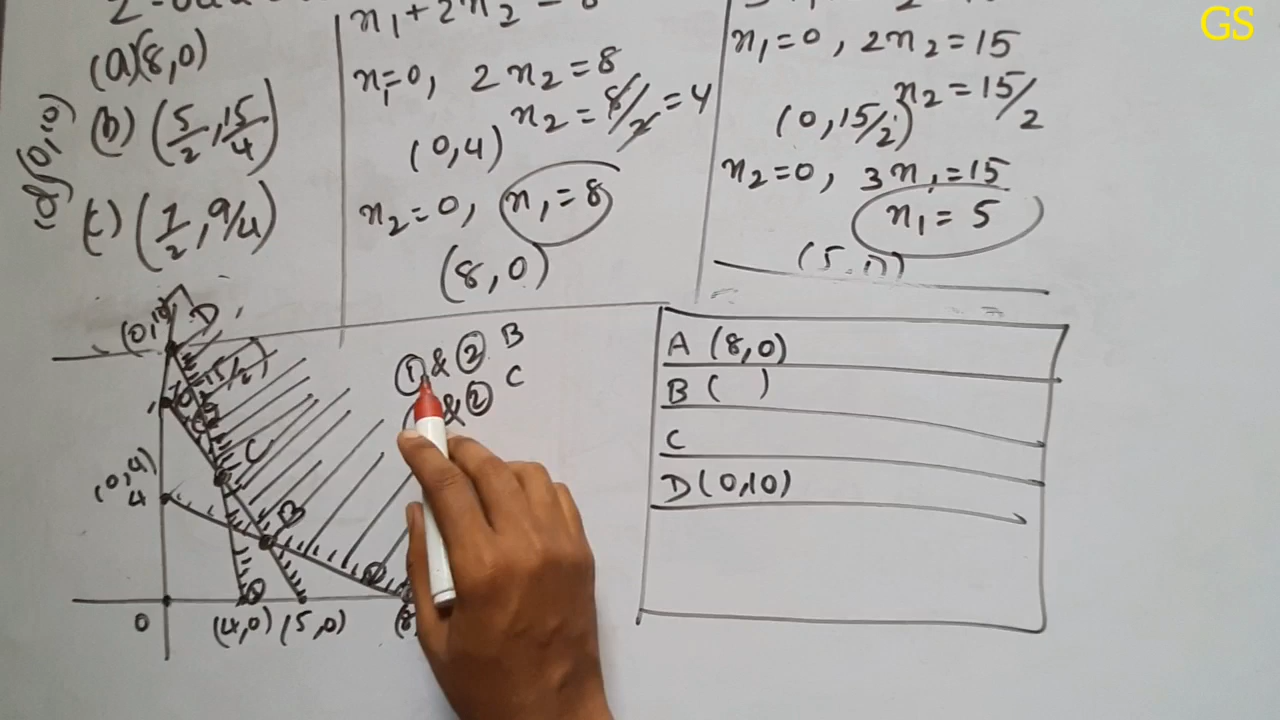 GS
(a) (8,0)
(b) (5/2, 15/4)
(c) (7/2, 9/4)
(d) (0,10)
x₁=0, 2x₂=8
x₂ = 8/2 = 4
(0,4)
x₂=0, x₁=8
(8,0)
x₁=0, 2x₂=15
x₂=15/2
(0,15/2)
x₂=0, 3x₁=15
x₁=5
(5,0)
(0,10) D
15/2)
C
B
(0,4)
4
0
(4,0) (5,0) (8
① & ② B
& ② C
A (8,0)
B ( )
C
D (0,10)